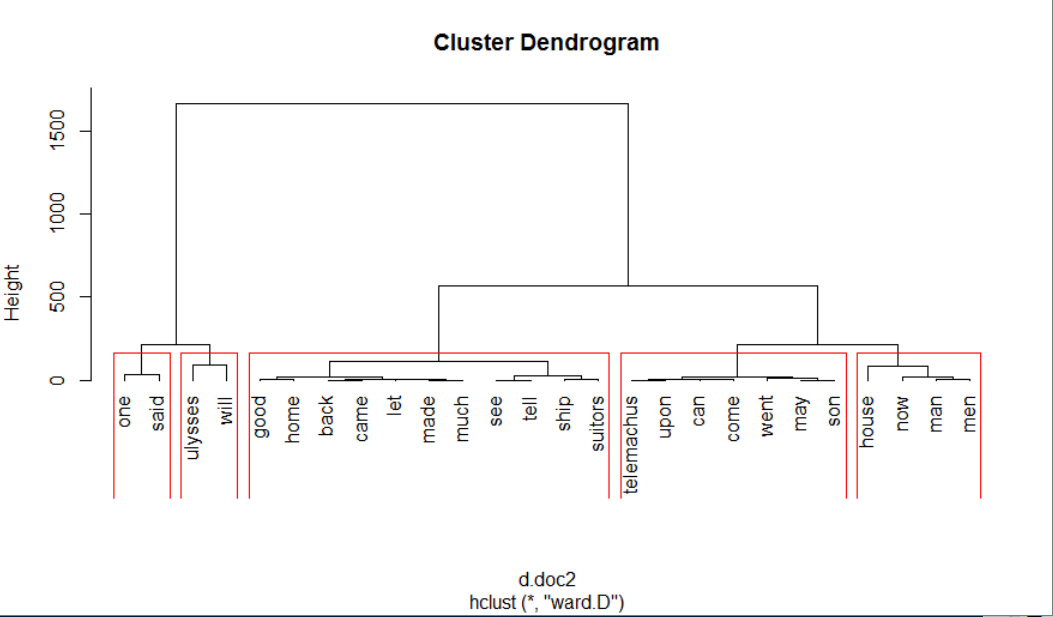 Cluster Dendrogram
Height
1500
1000
500
0
one
said
ulysses
will
good
home
back
came
let
made
much
see
tell
ship
suitors
telemachus
upon
can
come
went
may
son
house
now
man
men
d.doc2
hclust (*, "ward.D")